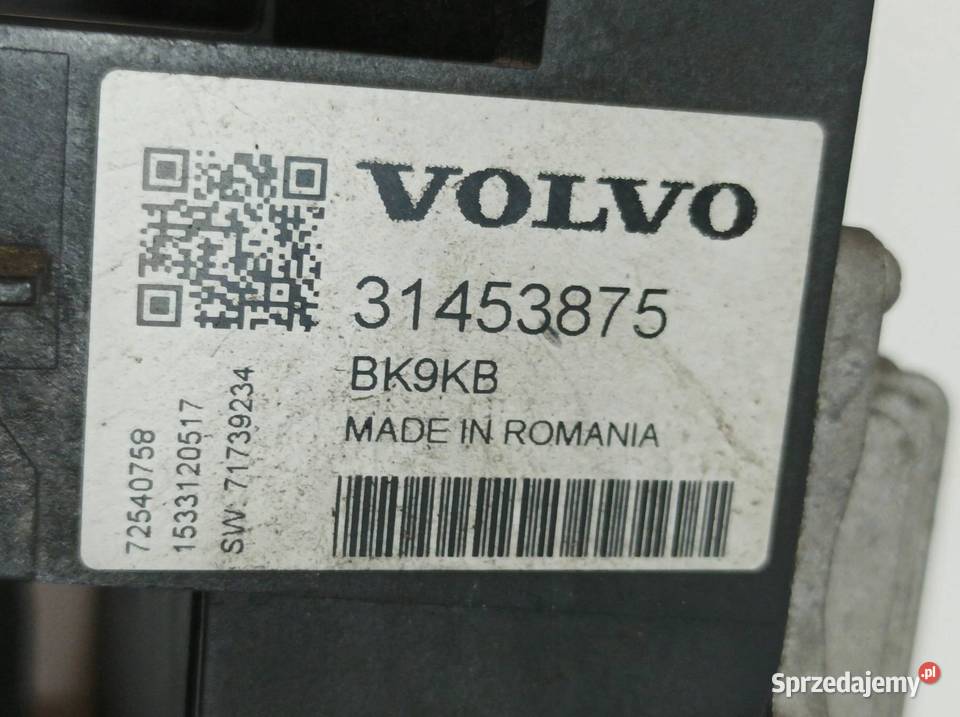 VOLVO
31453875
BK9KB
MADE IN ROMANIA
72540758
1533120517
SW 71739234
Sprzedajemy.pl